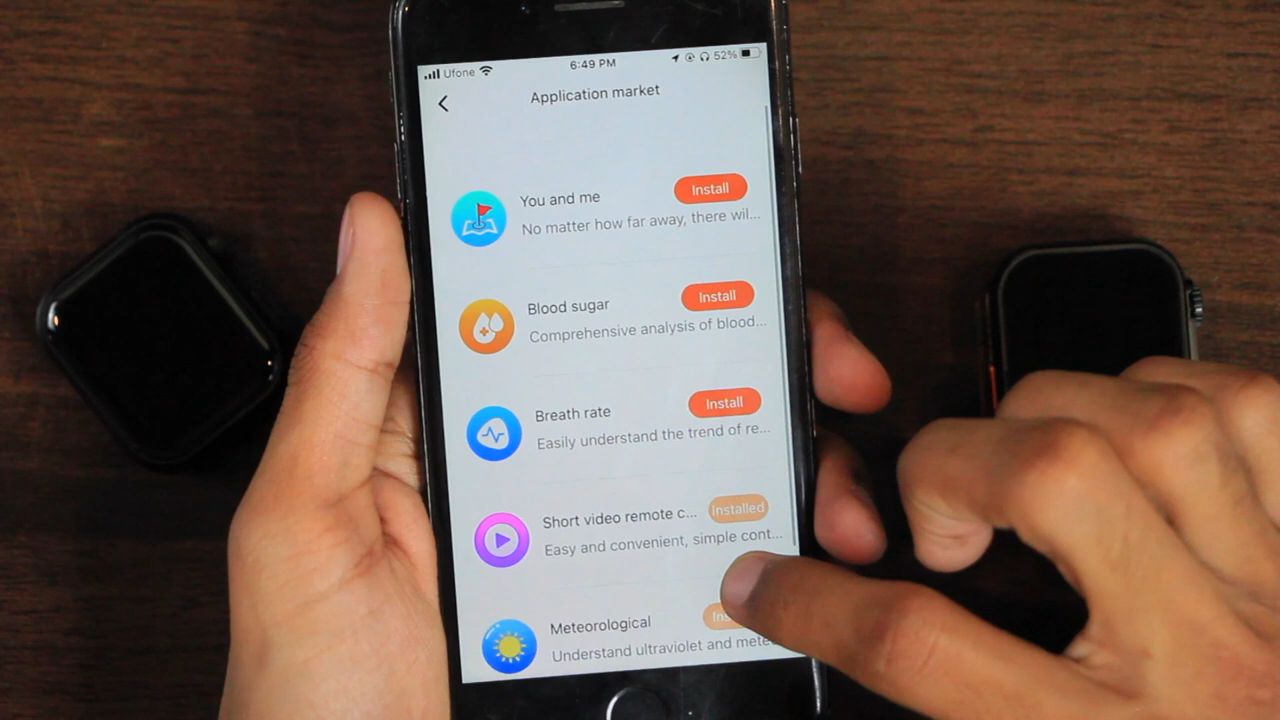 Ufone 6:49 PM 52%
Application market
You and me Install
No matter how far away, there wil...
Blood sugar Install
Comprehensive analysis of blood...
Breath rate Install
Easily understand the trend of re...
Short video remote c... Installed
Easy and convenient, simple cont...
Meteorological
Understand ultraviolet and